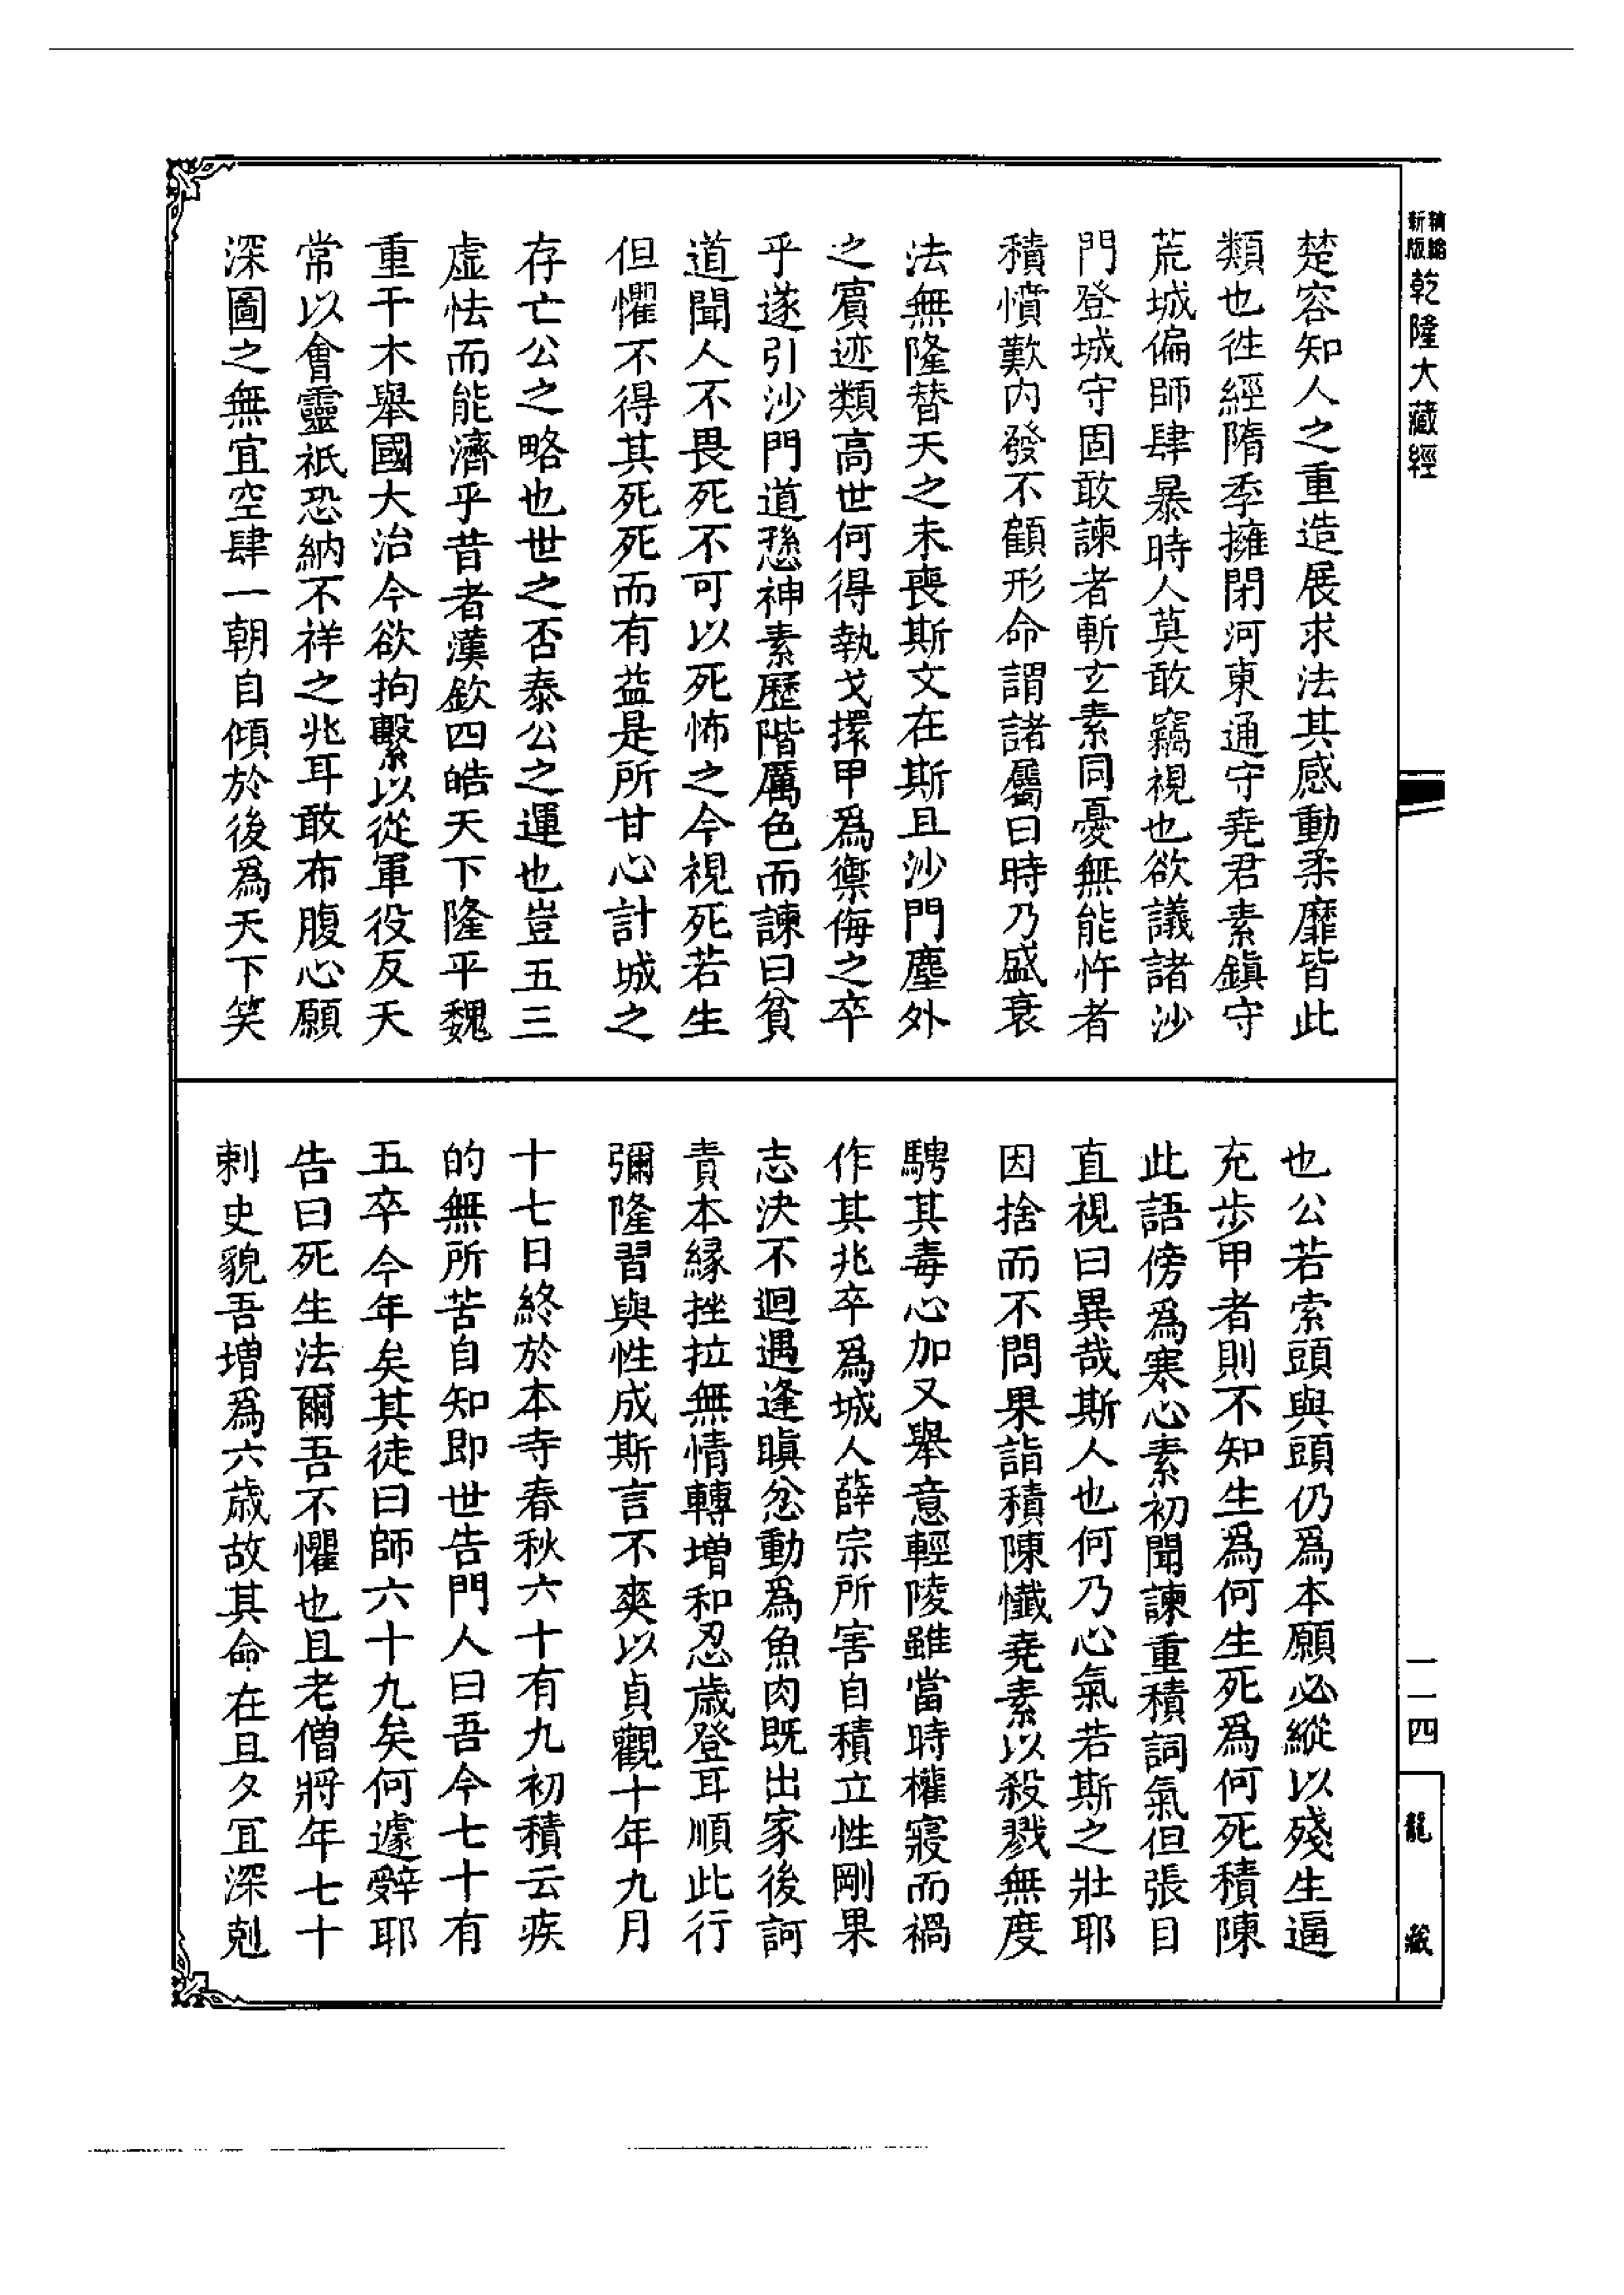 新編縮版乾隆大藏經
楚容知人之重造展求法其感動柔靡皆此
類也徃經隋季擁閉河東通守堯君素鎭守
荒城偏師肆暴時人莫敢竊視也欲議諸沙
門登城守固敢諫者斬玄素同憂無能忤者
積憤歎内發不顧形命謂諸屬曰時乃盛衰
法無隆替天之未喪斯文在斯且沙門塵外
之賓迹類高世何得執戈擐甲爲禦侮之卒
乎遂引沙門道愻神素歷階厲色而諫曰貧
道聞人不畏死不可以死怖之今視死若生
但懼不得其死死而有益是所甘心計城之
存亡公之略也世之否泰公之運也豈五三
虛怯而能濟乎昔者漢欽四皓天下隆平魏
重干木舉國大治今欲拘繫以從軍役反天
常以會靈祇恐納不祥之兆耳敢布腹心願
深圖之無宜空肆一朝自傾於後爲天下笑
也公若索頭與頭仍爲本願必縱以殘生逼
充步甲者則不知生爲何生死爲何死積陳
此語傍爲寒心素初聞諫重積詞氣但張目
直視曰異哉斯人也何乃心氣若斯之壯耶
因捨而不問果詣積陳懺堯素以殺戮無度
騁其毒心加又舉意輕陵雖當時權寢而禍
作其兆卒爲城人薛宗所害自積立性剛果
志決不迴遇逢瞋忿動爲魚肉既出家後訶
責本緣挫拉無情轉增和忍歲登耳順此行
彌隆習與性成斯言不爽以貞觀十年九月
十七日終於本寺春秋六十有九初積云疾
的無所苦自知即世告門人曰吾今七十有
五卒今年矣其徒曰師六十九矣何遽辭耶
告曰死生法爾吾不懼也且老僧將年七十
刺史貌吾增爲六歲故其命在旦夕宜深剋
一一四
龍藏